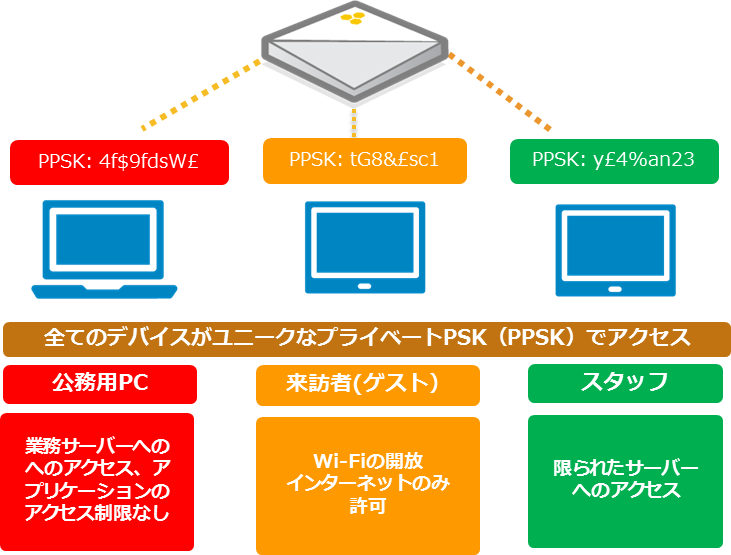 PPSK: 4f$9fdsW£
PPSK: tG8&£sc1
PPSK: y£4%an23
全てのデバイスがユニークなプライベートPSK（PPSK）でアクセス
公務用PC
業務サーバーへの
へのアクセス、ア
プリケーションの
アクセス制限なし
来訪者(ゲスト）
Wi-Fiの開放
インターネットのみ
許可
スタッフ
限られたサーバー
へのアクセス